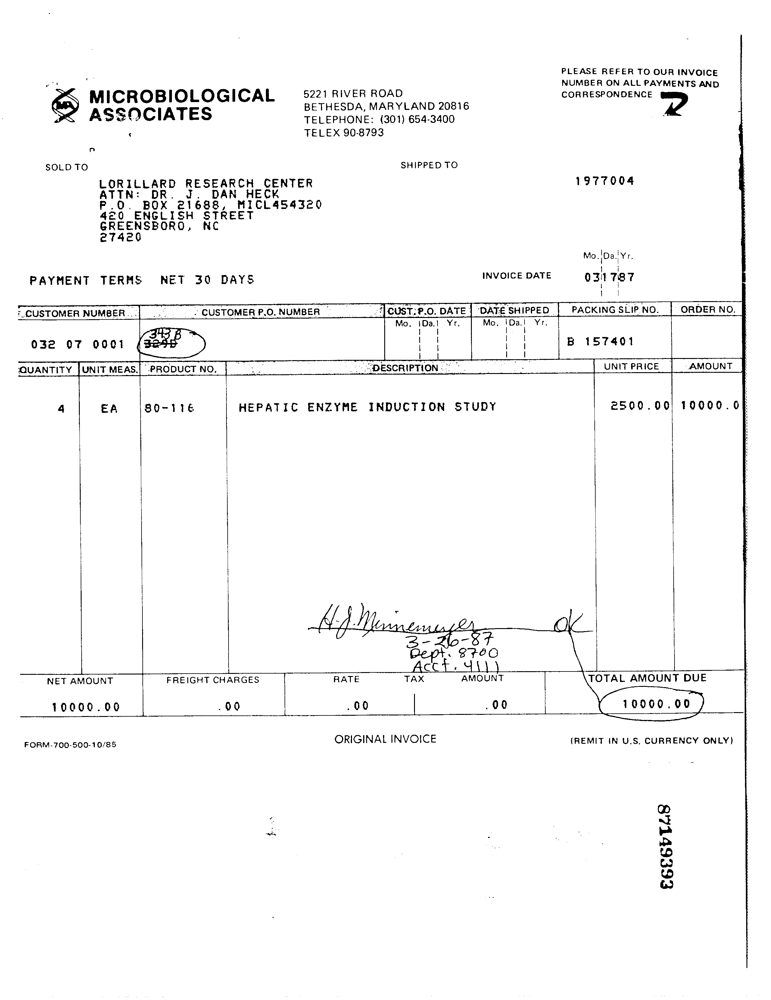 PLEASE REFER TO OUR INVOICE
NUMBER ON ALL PAYMENTS AND
CORRESPONDENCE
MA
MICROBIOLOGICAL
ASSOCIATES
5221 RIVER ROAD
BETHESDA, MARYLAND 20816
TELEPHONE: (301) 654-3400
TELEX 90-8793
SOLD TO
SHIPPED TO
LORILLARD RESEARCH CENTER
ATTN: DR. J. DAN HECK
P.O. BOX 21688, MICL454320
420 ENGLISH STREET
GREENSBORO, NC
27420
1977004
PAYMENT TERMS NET 30 DAYS
INVOICE DATE
Mo. Da. Yr.
031787
CUSTOMER NUMBER CUSTOMER P.O. NUMBER CUST. P.O. DATE DATE SHIPPED PACKING SLIP NO. ORDER NO.
Mo. Da. Yr. Mo. Da. Yr.
343B
032 07 0001 324B B 157401
QUANTITY UNIT MEAS. PRODUCT NO. DESCRIPTION UNIT PRICE AMOUNT
4 EA 80-116 HEPATIC ENZYME INDUCTION STUDY 2500.00 10000.0
H.J. Minnemeyer OK
3-26-87
Dept. 8700
Acct. 4111
NET AMOUNT FREIGHT CHARGES RATE TAX AMOUNT TOTAL AMOUNT DUE
10000.00 .00 .00 .00 10000.00
FORM-700-500-10/85 ORIGINAL INVOICE (REMIT IN U.S. CURRENCY ONLY)
87149393